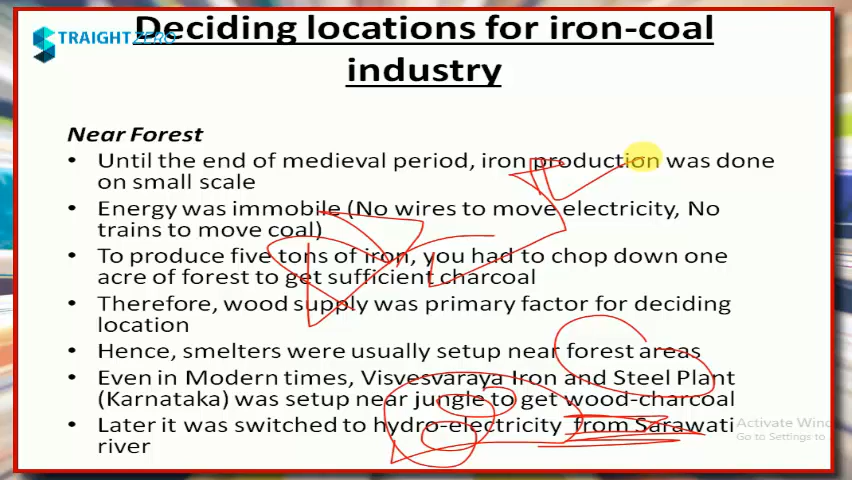 Deciding locations for iron-coal
STRAIGHTZERO
industry
Near Forest
• Until the end of medieval period, iron production was done
on small scale
• Energy was immobile (No wires to move electricity, No
trains to move coal)
• To produce five tons of iron, you had to chop down one
acre of forest to get sufficient charcoal
• Therefore, wood supply was primary factor for deciding
location
• Hence, smelters were usually setup near forest areas
• Even in Modern times, Visvesvaraya Iron and Steel Plant
(Karnataka) was setup near jungle to get wood-charcoal
• Later it was switched to hydro-electricity from Sarawati
river
Activate Wind
Go to Settings to